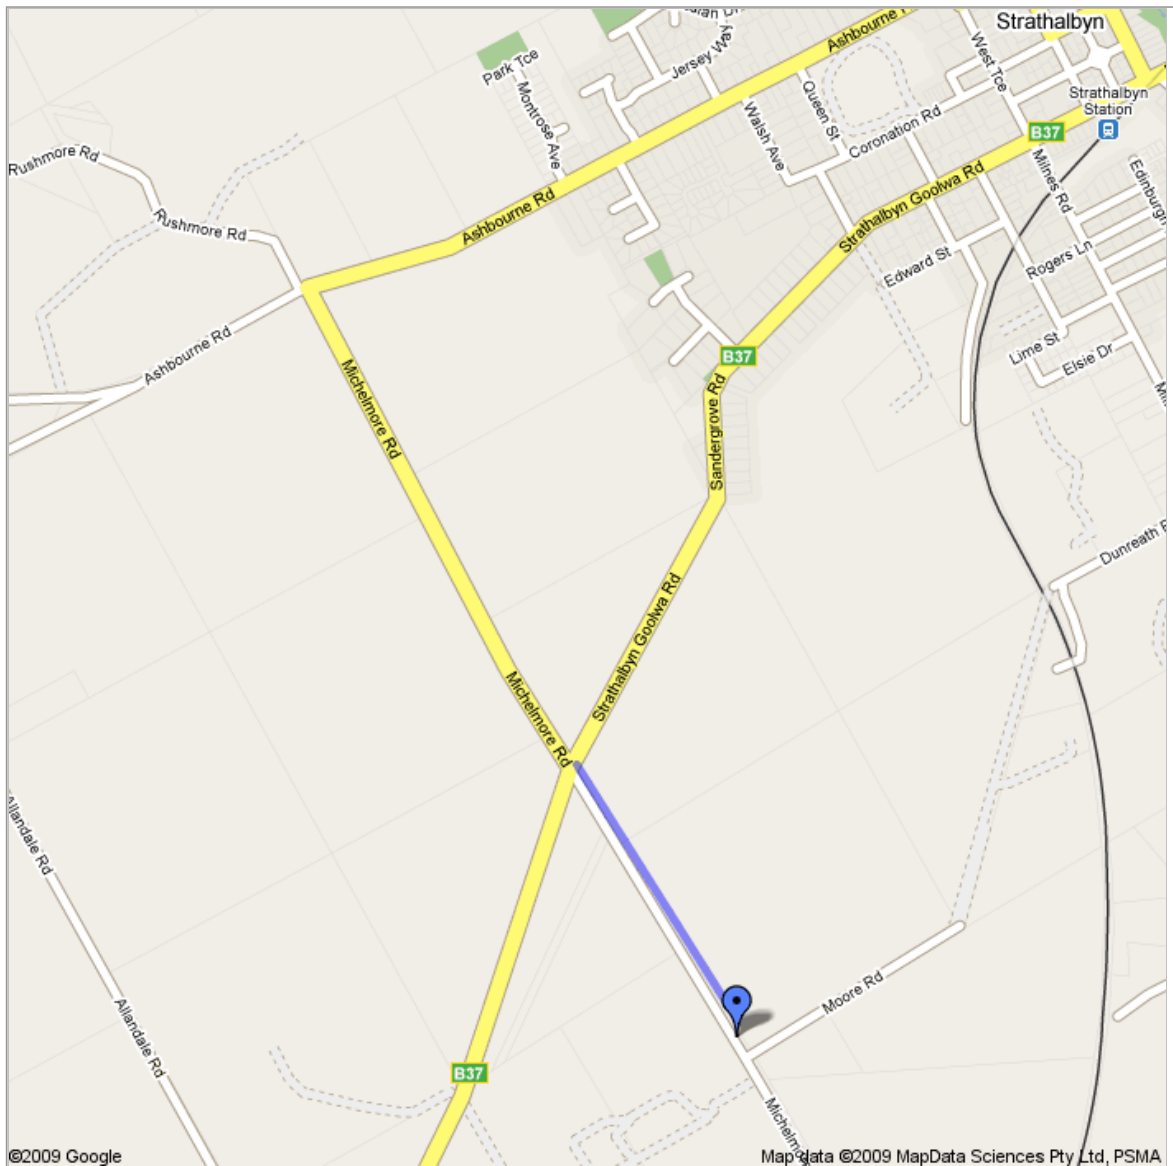 Strathalbyn
Ashbourne Rd
Jersey W
West Tce
Park Tce
Montrose Ave
Queen St
Walsh Ave
Coronation Rd
Strathalbyn
Station
B37
Milnes Rd
Edinburgh
Rushmore Rd
Rushmore Rd
Ashbourne Rd
Strathalbyn Goolwa Rd
Edward St
Rogers Ln
Ashbourne Rd
Lime St
Elsie Dr
Mil
B37
Michelmore Rd
Sandergrove Rd
Dunreath
Strathalbyn Goolwa Rd
Michelmore Rd
Allandale Rd
Moore Rd
Allandale Rd
B37
Michelmo
©2009 Google
Map data ©2009 MapData Sciences Pty Ltd, PSMA